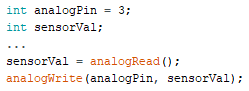 int analogPin = 3;
int sensorVal;
...
sensorVal = analogRead();
analogWrite(analogPin, sensorVal);